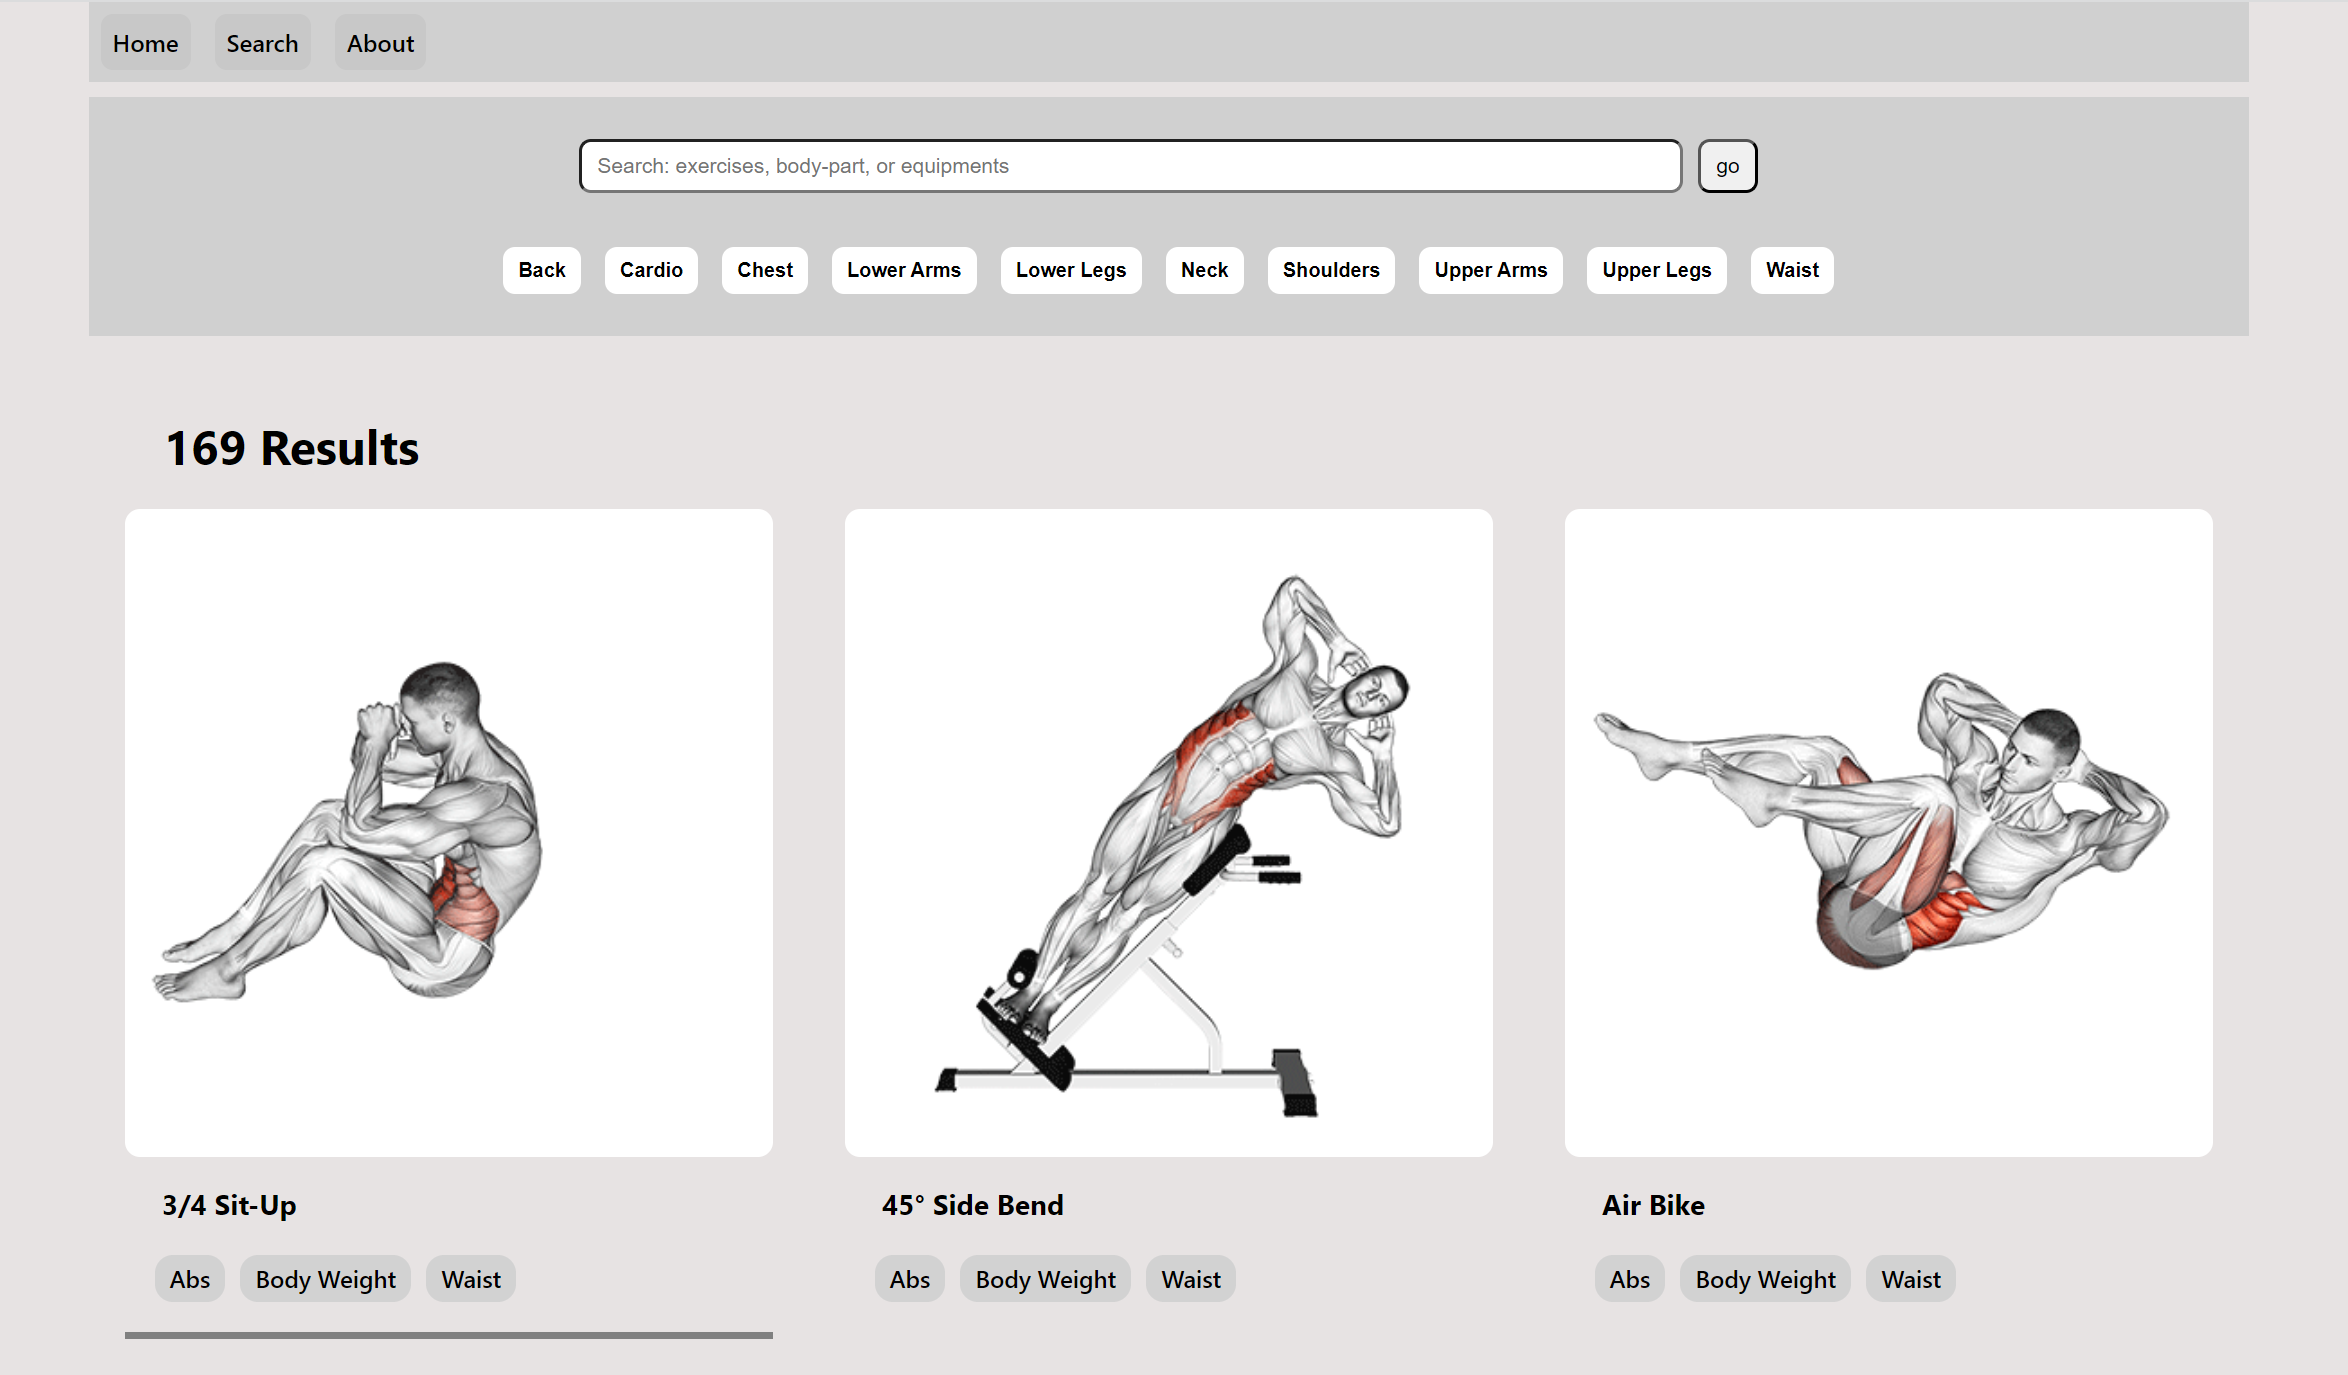 Home Search About
Search: exercises, body-part, or equipments go
Back Cardio Chest Lower Arms Lower Legs Neck Shoulders Upper Arms Upper Legs Waist
169 Results
3/4 Sit-Up
Abs Body Weight Waist
45° Side Bend
Abs Body Weight Waist
Air Bike
Abs Body Weight Waist